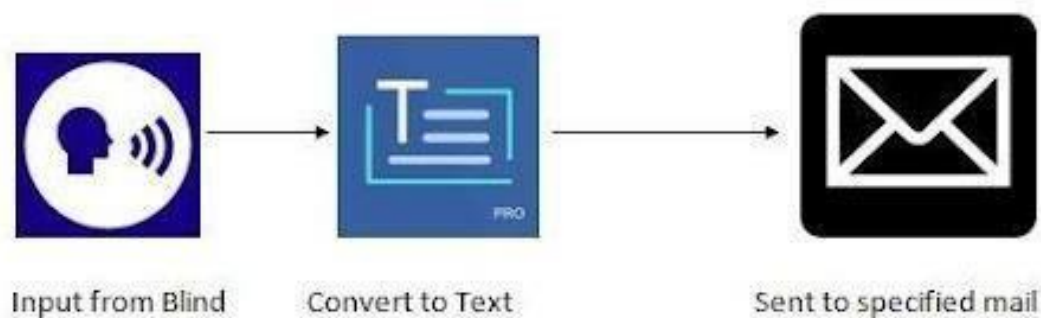 T
PRO
Input from Blind
Convert to Text
Sent to specified mail